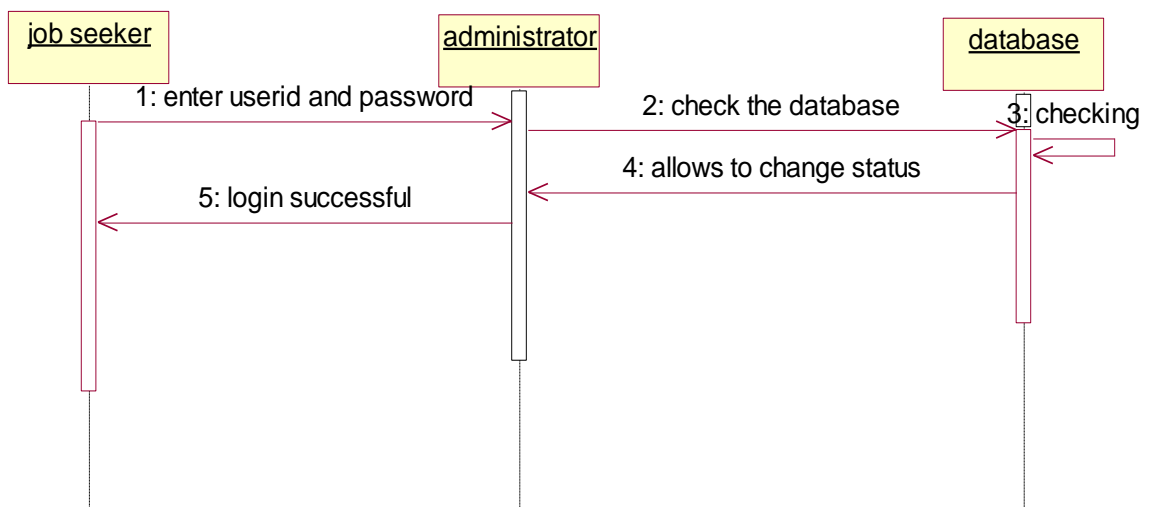 job seeker
administrator
database
1: enter userid and password
2: check the database
3: checking
4: allows to change status
5: login successful